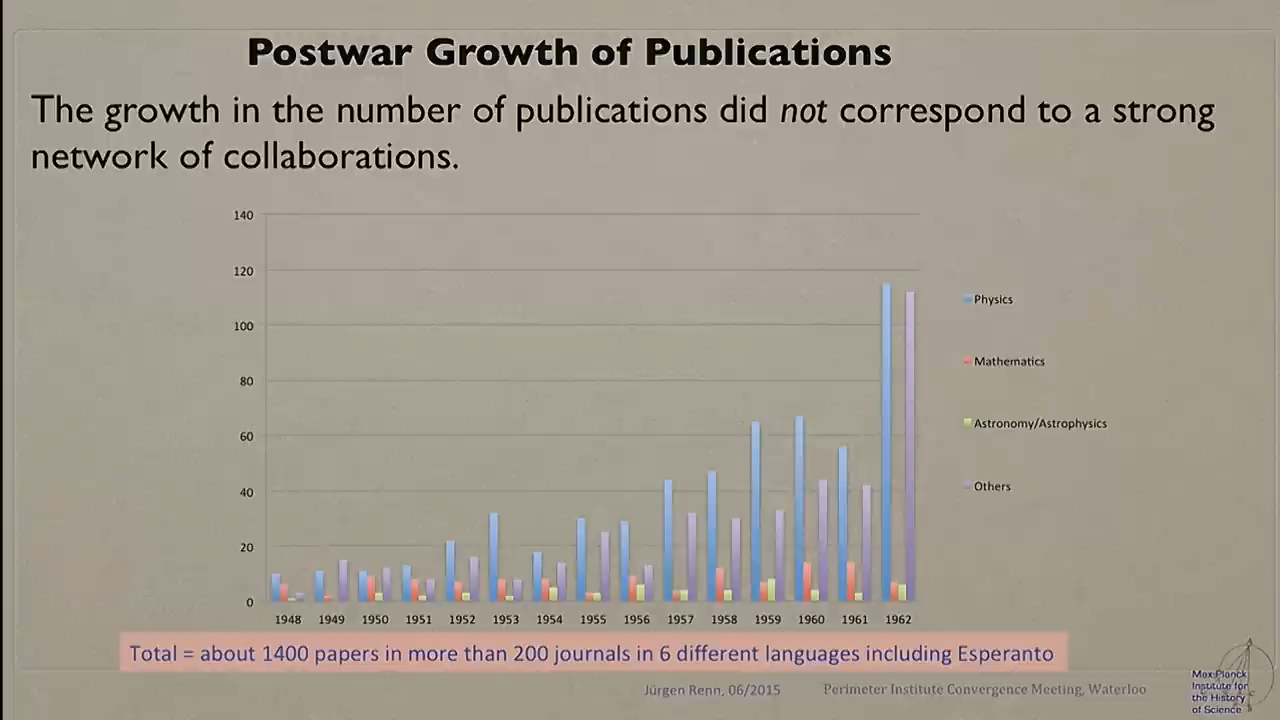 Postwar Growth of Publications
The growth in the number of publications did not correspond to a strong
network of collaborations.
140
120
100
80
60
40
20
0
1948 1949 1950 1951 1952 1953 1954 1955 1956 1957 1958 1959 1960 1961 1962
Physics
Mathematics
Astronomy/Astrophysics
Others
Total = about 1400 papers in more than 200 journals in 6 different languages including Esperanto
Jürgen Renn, 06/2015 Perimeter Institute Convergence Meeting, Waterloo
Max Planck
Institute for
the History
of Science